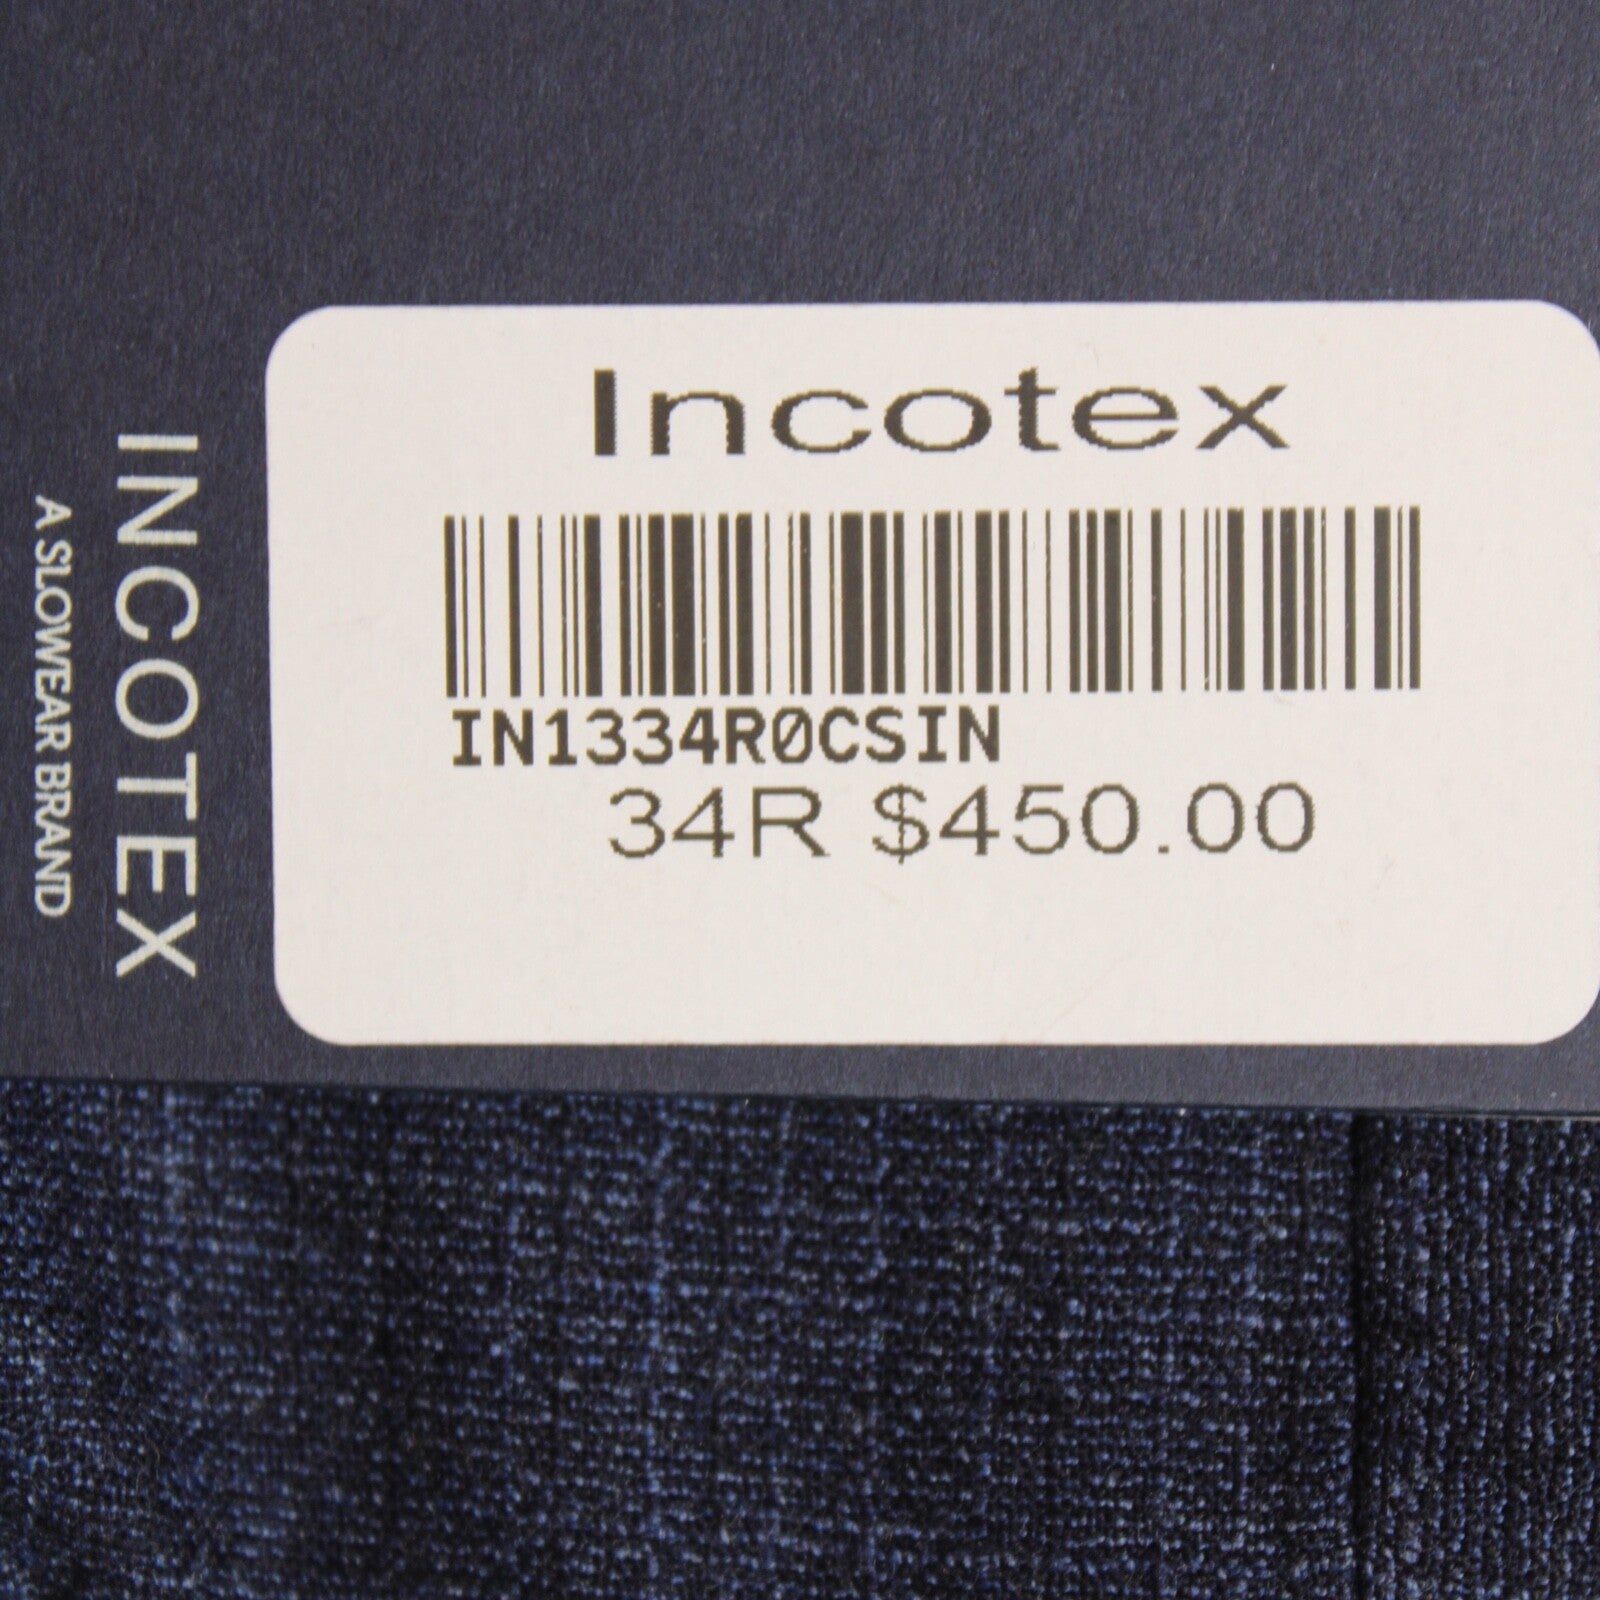 Incotex
IN1334R0CSIN
34R $450.00
INCOTEX
A SLOWEAR BRAND